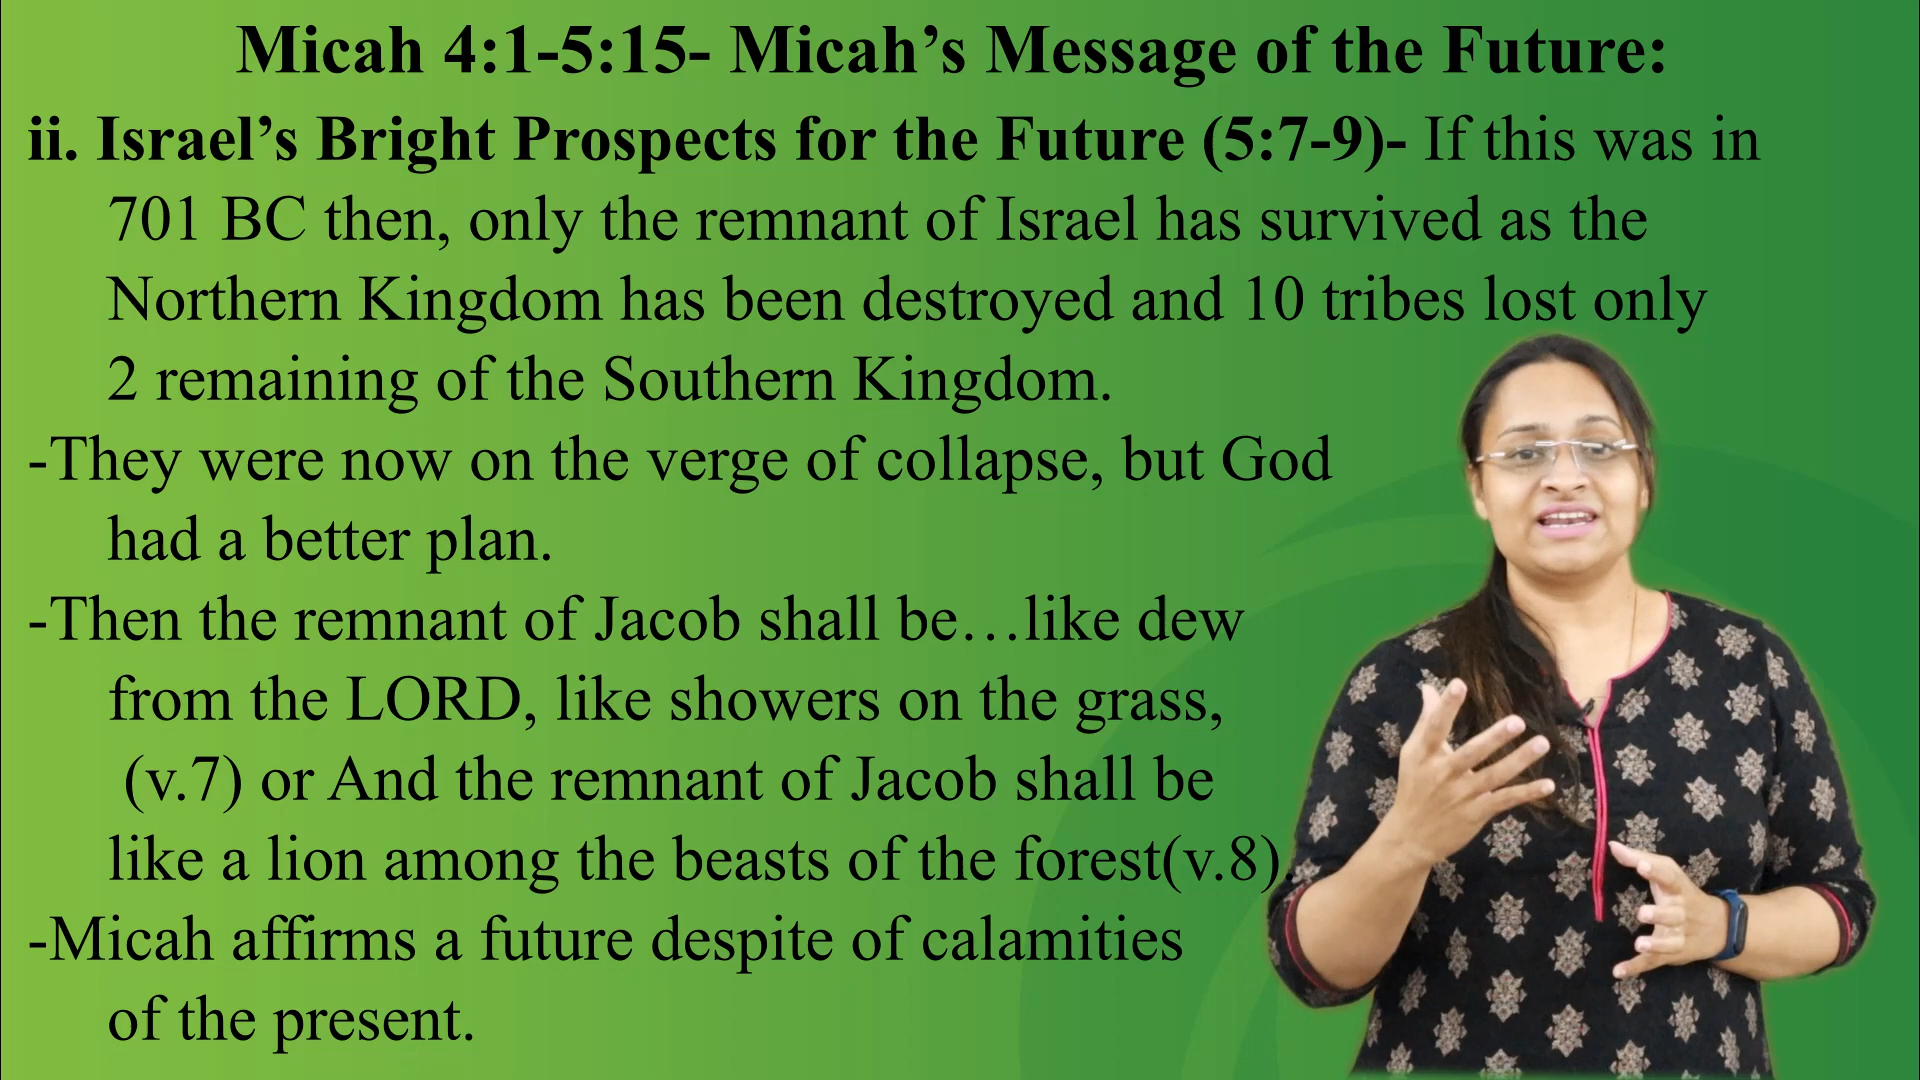 Micah 4:1-5:15- Micah’s Message of the Future:
ii. Israel’s Bright Prospects for the Future (5:7-9)- If this was in
701 BC then, only the remnant of Israel has survived as the
Northern Kingdom has been destroyed and 10 tribes lost only
2 remaining of the Southern Kingdom.
-They were now on the verge of collapse, but God
had a better plan.
-Then the remnant of Jacob shall be…like dew
from the LORD, like showers on the grass,
(v.7) or And the remnant of Jacob shall be
like a lion among the beasts of the forest(v.8).
-Micah affirms a future despite of calamities
of the present.